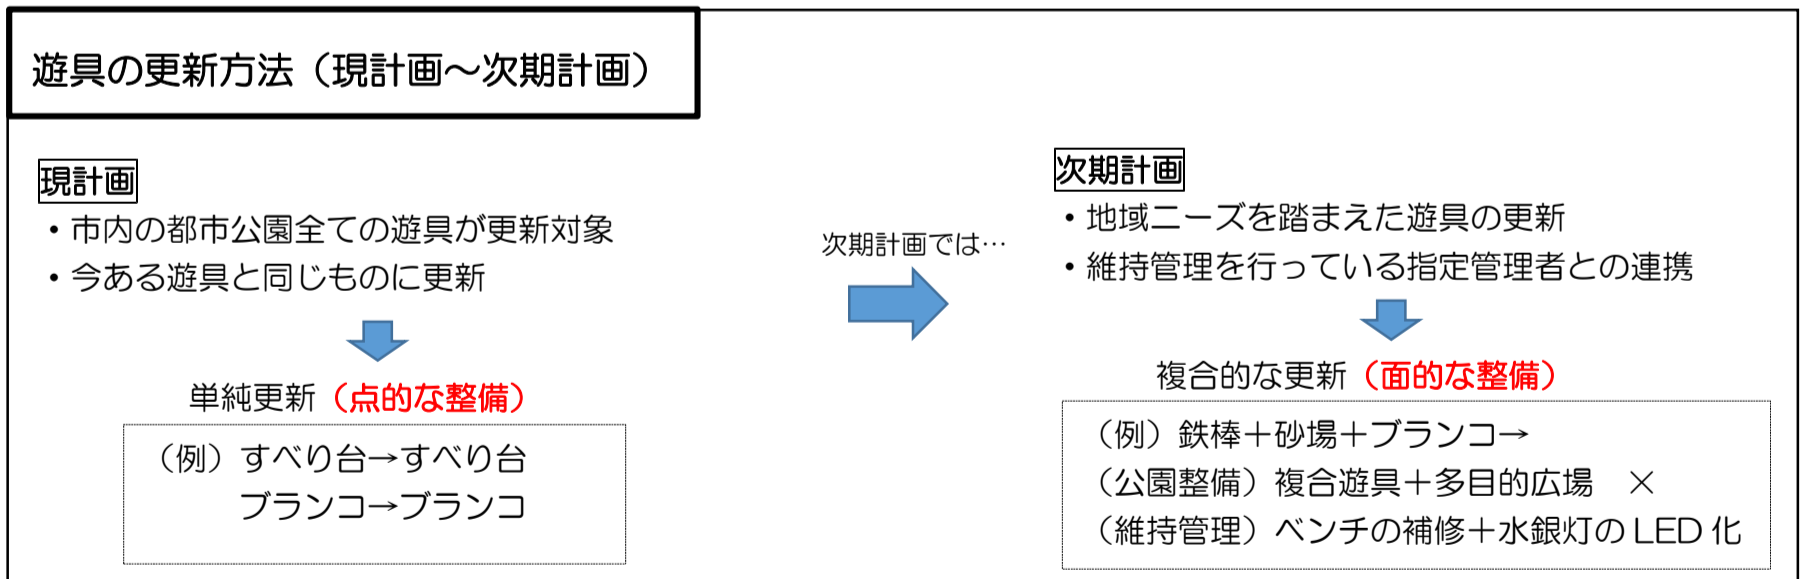 遊具の更新方法（現計画～次期計画）
現計画
・市内の都市公園全ての遊具が更新対象
・今ある遊具と同じものに更新
単純更新（点的な整備）
（例）すべり台→すべり台
ブランコ→ブランコ
次期計画では…
次期計画
・地域ニーズを踏まえた遊具の更新
・維持管理を行っている指定管理者との連携
複合的な更新（面的な整備）
（例）鉄棒＋砂場＋ブランコ→
（公園整備）複合遊具＋多目的広場　×
（維持管理）ベンチの補修＋水銀灯のLED化